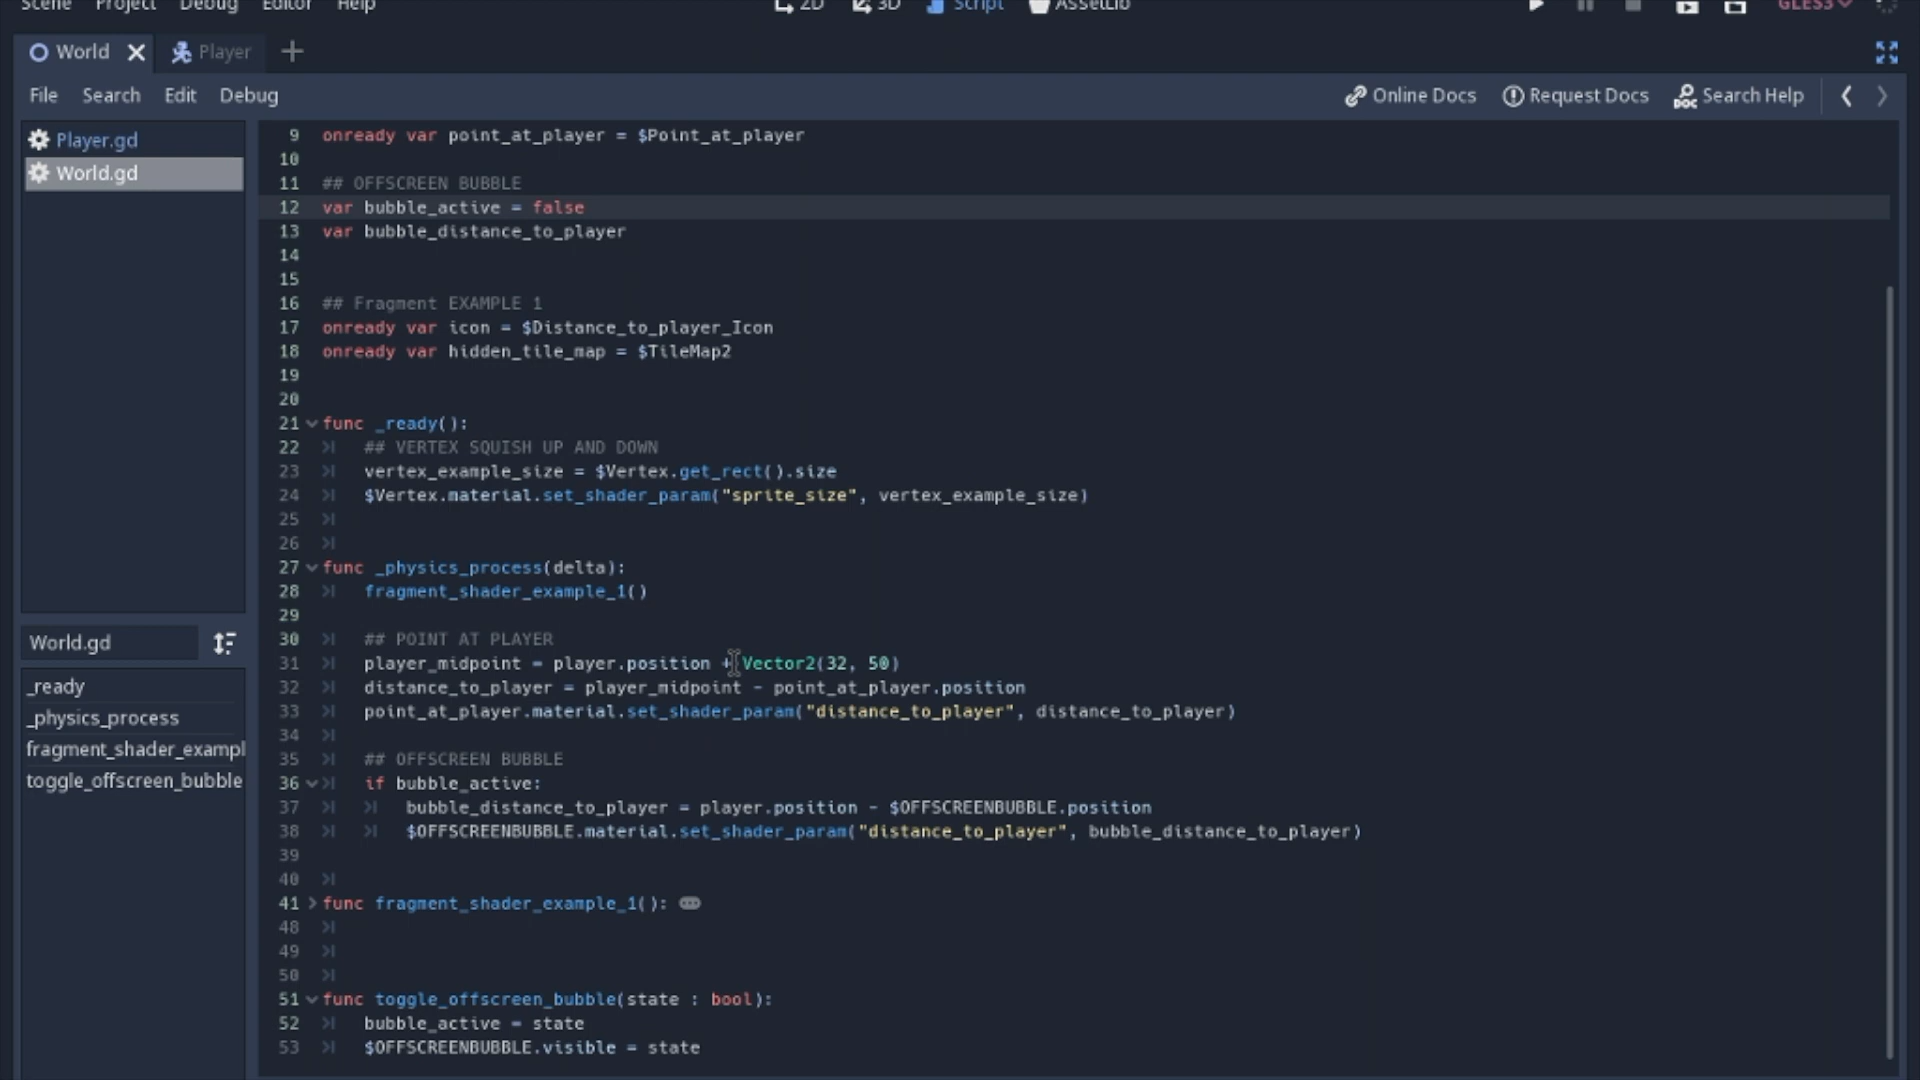 Scene Project Debug Editor Help 2D 3D Script AssetLib GLES3
World Player
File Search Edit Debug Online Docs Request Docs Search Help
Player.gd
World.gd
World.gd
_ready
_physics_process
fragment_shader_exampl
toggle_offscreen_bubble
9 onready var point_at_player = $Point_at_player
10
11 ## OFFSCREEN BUBBLE
12 var bubble_active = false
13 var bubble_distance_to_player
14
15
16 ## Fragment EXAMPLE 1
17 onready var icon = $Distance_to_player_Icon
18 onready var hidden_tile_map = $TileMap2
19
20
21 func _ready():
22 ## VERTEX SQUISH UP AND DOWN
23 vertex_example_size = $Vertex.get_rect().size
24 $Vertex.material.set_shader_param("sprite_size", vertex_example_size)
25
26
27 func _physics_process(delta):
28 fragment_shader_example_1()
29
30 ## POINT AT PLAYER
31 player_midpoint = player.position + Vector2(32, 50)
32 distance_to_player = player_midpoint - point_at_player.position
33 point_at_player.material.set_shader_param("distance_to_player", distance_to_player)
34
35 ## OFFSCREEN BUBBLE
36 if bubble_active:
37 bubble_distance_to_player = player.position - $OFFSCREENBUBBLE.position
38 $OFFSCREENBUBBLE.material.set_shader_param("distance_to_player", bubble_distance_to_player)
39
40
41 func fragment_shader_example_1():
48
49
50
51 func toggle_offscreen_bubble(state : bool):
52 bubble_active = state
53 $OFFSCREENBUBBLE.visible = state